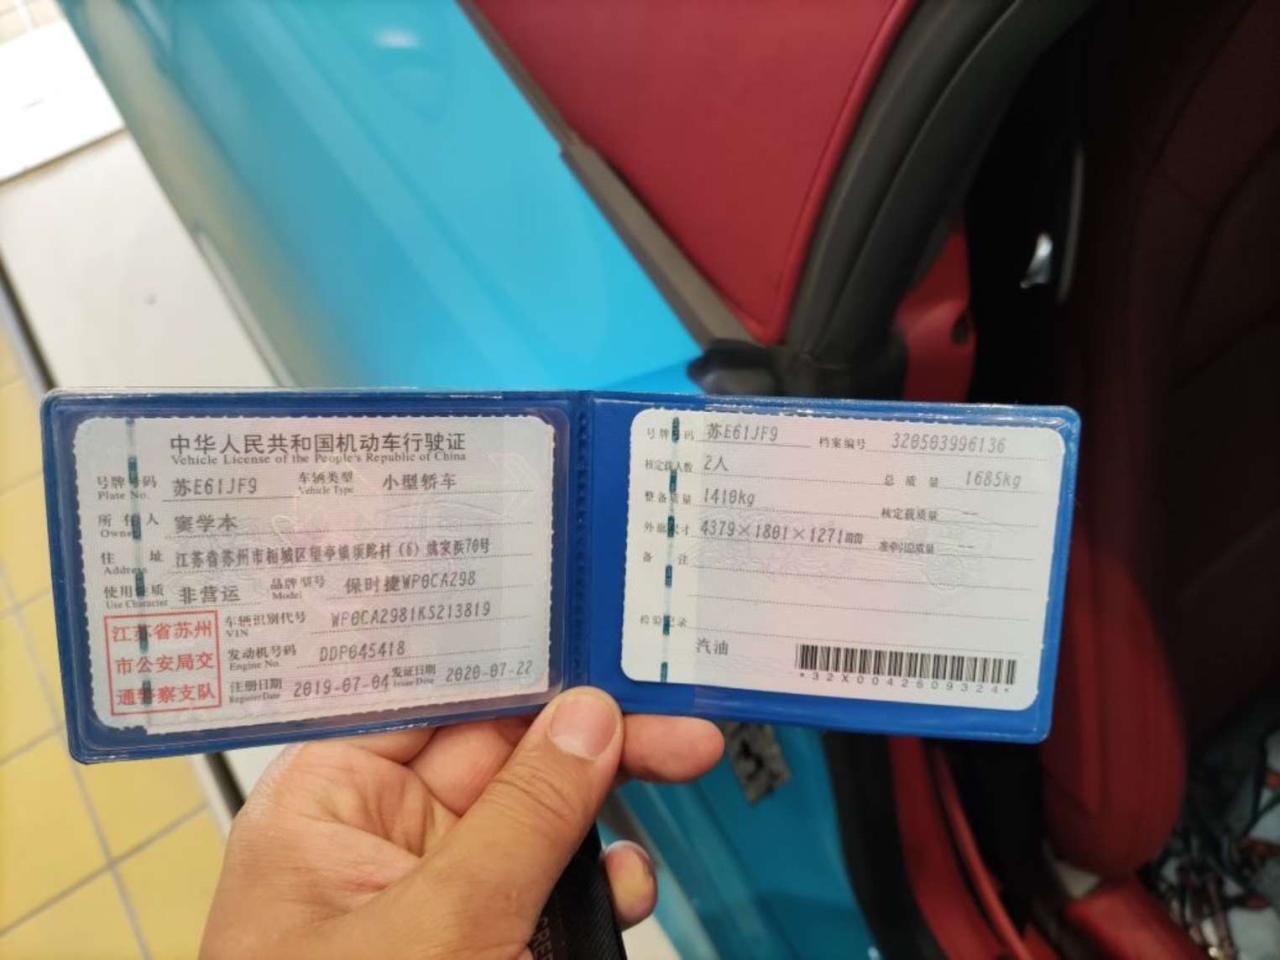 中华人民共和国机动车行驶证
Vehicle License of the People's Republic of China
号牌号码 苏E61JF9 车辆类型 小型轿车
Plate No. Vehicle Type
所有人 窦学本
Owner
住 址 江苏省苏州市相城区望亭镇项路村(6)姚家浜70号
Address
使用性质 非营运 品牌型号 保时捷WP0CA298
Use Character Model
江苏省苏州
市公安局交
通警察支队
车辆识别代号 WP0CA2981KS213819
VIN
发动机号码 DDP045418
Engine No.
注册日期 2019-07-04 发证日期 2020-07-22
Register Date Issue Date
号牌号码 苏E61JF9 档案编号 320503996136
核定载人数 2人 总 质 量 1685kg
整备质量 1410kg 核定载质量 --
外廓尺寸 4379×1801×1271mm 准牵引总质量 --
备 注
检验记录
汽油
*32X0042609324*